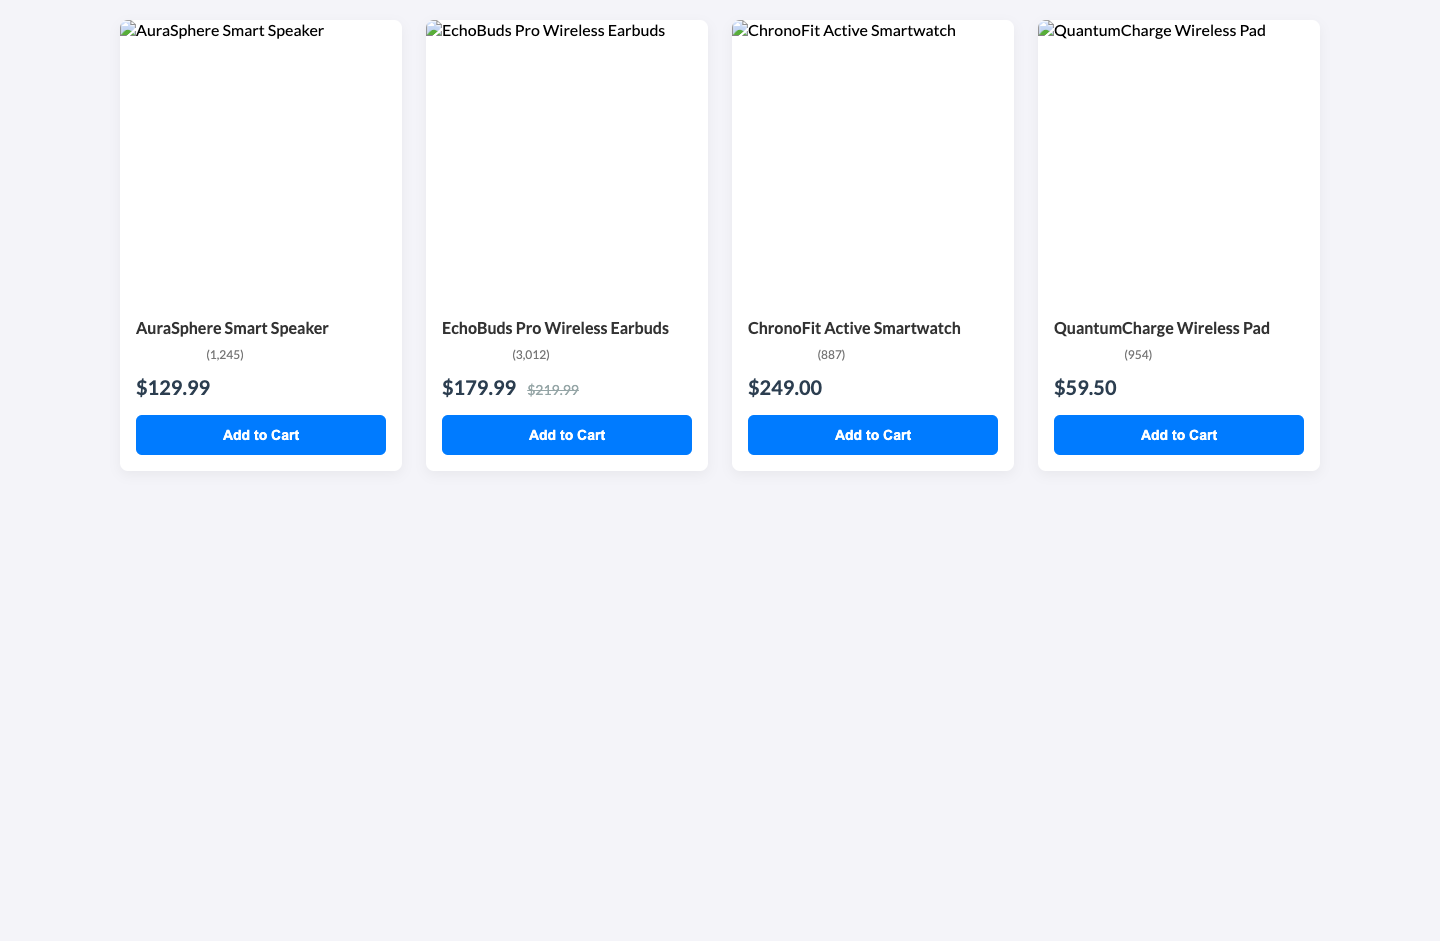 AuraSphere Smart Speaker
AuraSphere Smart Speaker
(1,245)
$129.99
Add to Cart
EchoBuds Pro Wireless Earbuds
EchoBuds Pro Wireless Earbuds
(3,012)
$179.99 $219.99
Add to Cart
ChronoFit Active Smartwatch
ChronoFit Active Smartwatch
(887)
$249.00
Add to Cart
QuantumCharge Wireless Pad
QuantumCharge Wireless Pad
(954)
$59.50
Add to Cart